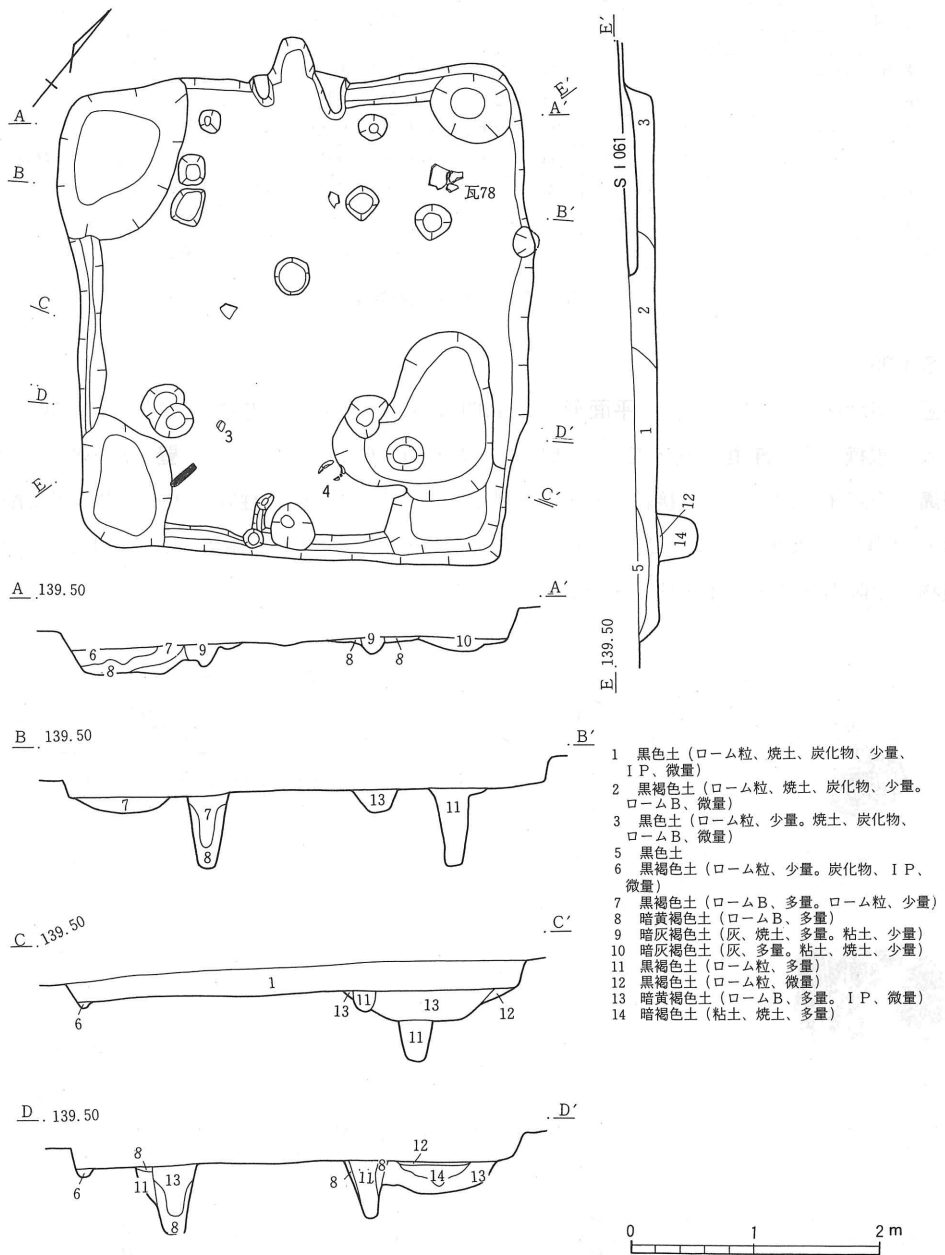 A .
A′
B .
B′
C
C′
D
D′
E
E′
瓦78
3
4
E′
S I 061
3
2
1
12
14
5
E 139.50
A . 139.50
A′
6 7 9 8
9 8 8 10
B . 139.50
B′
7 7 8 13 11
C . 139.50
C′
1
6 13 11 13 12 11
D . 139.50
D′
6 8 11 13 8 8 11 8 12 14 13
1 黒色土（ローム粒、焼土、炭化物、少量、
ＩＰ、微量）
2 黒褐色土（ローム粒、焼土、炭化物、少量。
ロームＢ、微量）
3 黒色土（ローム粒、少量。焼土、炭化物、
ロームＢ、微量）
5 黒色土
6 黒褐色土（ローム粒、少量。炭化物、ＩＰ、
微量）
7 黒褐色土（ロームＢ、多量。ローム粒、少量）
8 暗黄褐色土（ロームＢ、多量）
9 暗灰褐色土（灰、焼土、多量。粘土、少量）
10 暗灰褐色土（灰、多量。粘土、焼土、少量）
11 黒褐色土（ローム粒、多量）
12 黒褐色土（ローム粒、微量）
13 暗黄褐色土（ロームＢ、多量。ＩＰ、微量）
14 暗褐色土（粘土、焼土、多量）
0 1 2 m